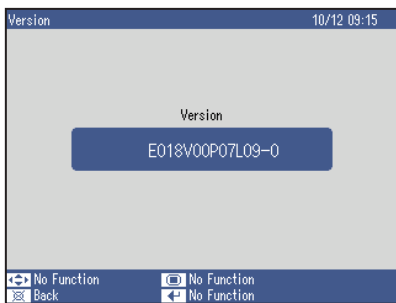 Version 10/12 09:15
Version
E018V00P07L09-0
No Function No Function
Back No Function